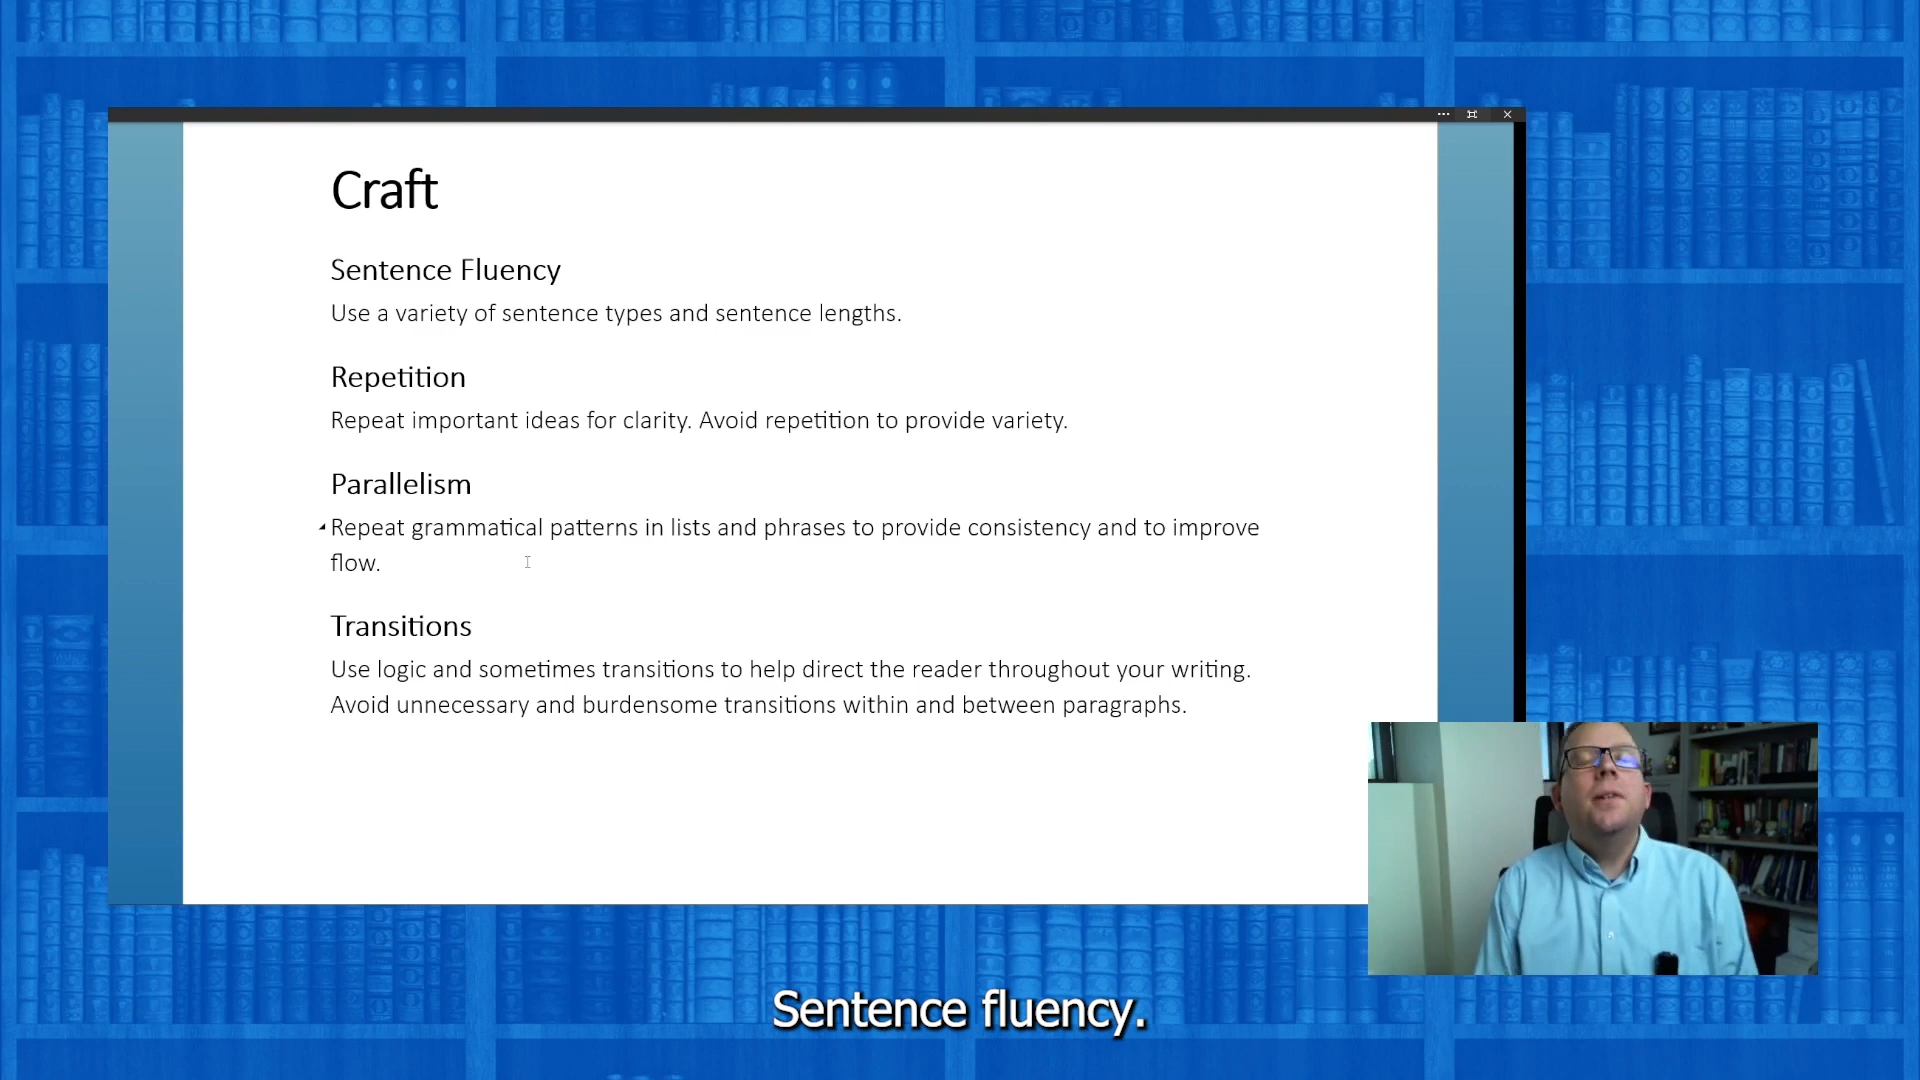 Craft
Sentence Fluency
Use a variety of sentence types and sentence lengths.
Repetition
Repeat important ideas for clarity. Avoid repetition to provide variety.
Parallelism
Repeat grammatical patterns in lists and phrases to provide consistency and to improve
flow.
Transitions
Use logic and sometimes transitions to help direct the reader throughout your writing.
Avoid unnecessary and burdensome transitions within and between paragraphs.
Sentence fluency.